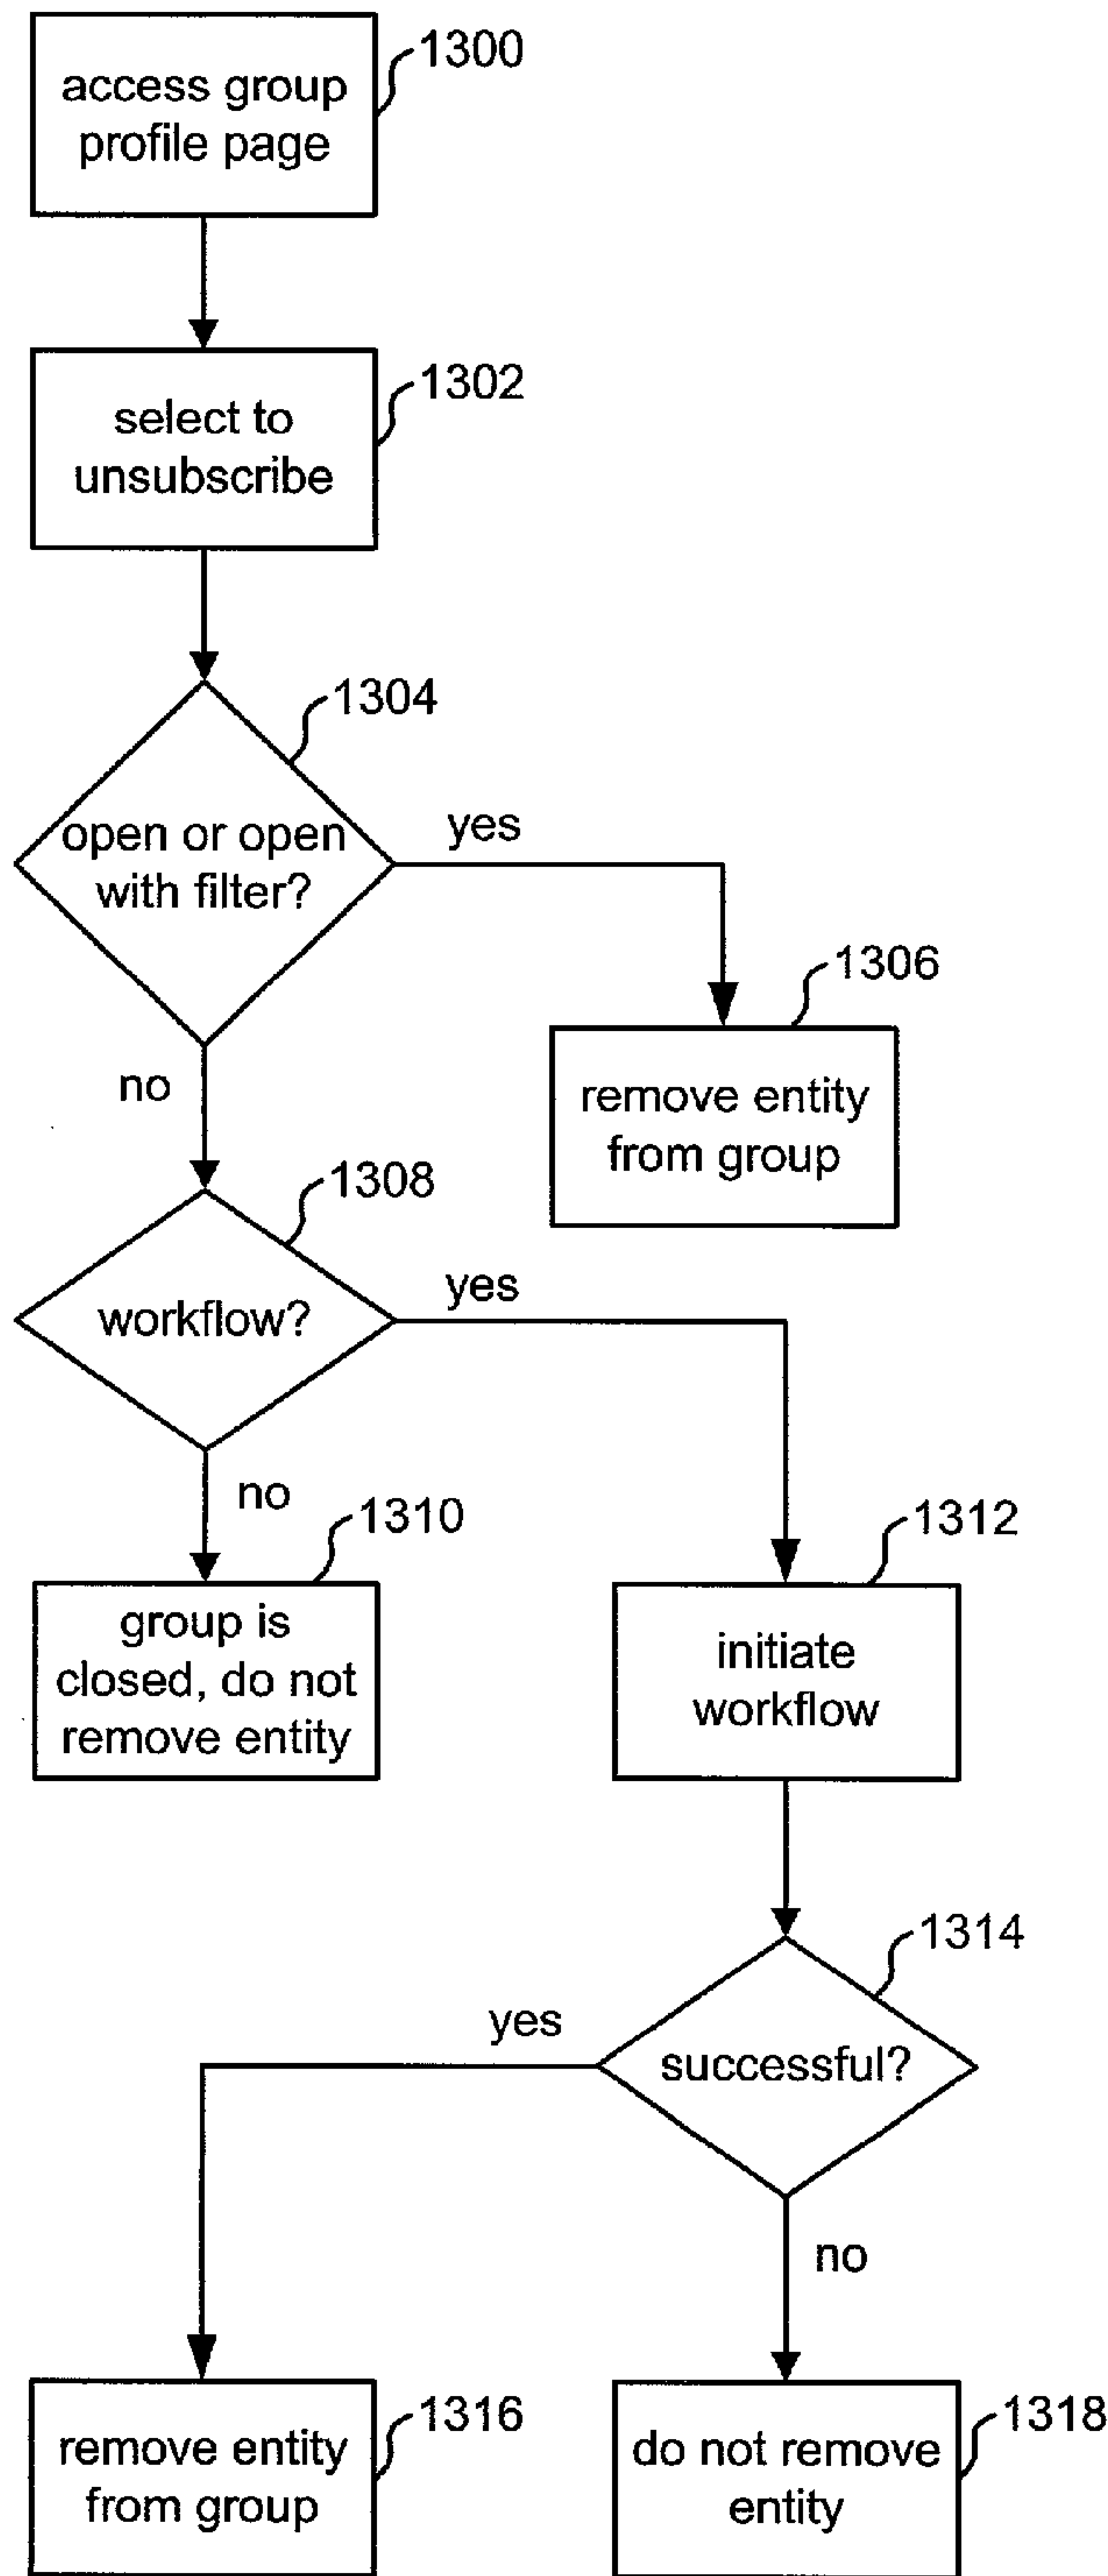 access group
profile page
1300
select to
unsubscribe
1302
1304
open or open
with filter?
yes
1306
remove entity
from group
no
1308
workflow?
yes
no
1310
group is
closed, do not
remove entity
1312
initiate
workflow
1314
successful?
yes
no
1316
remove entity
from group
1318
do not remove
entity